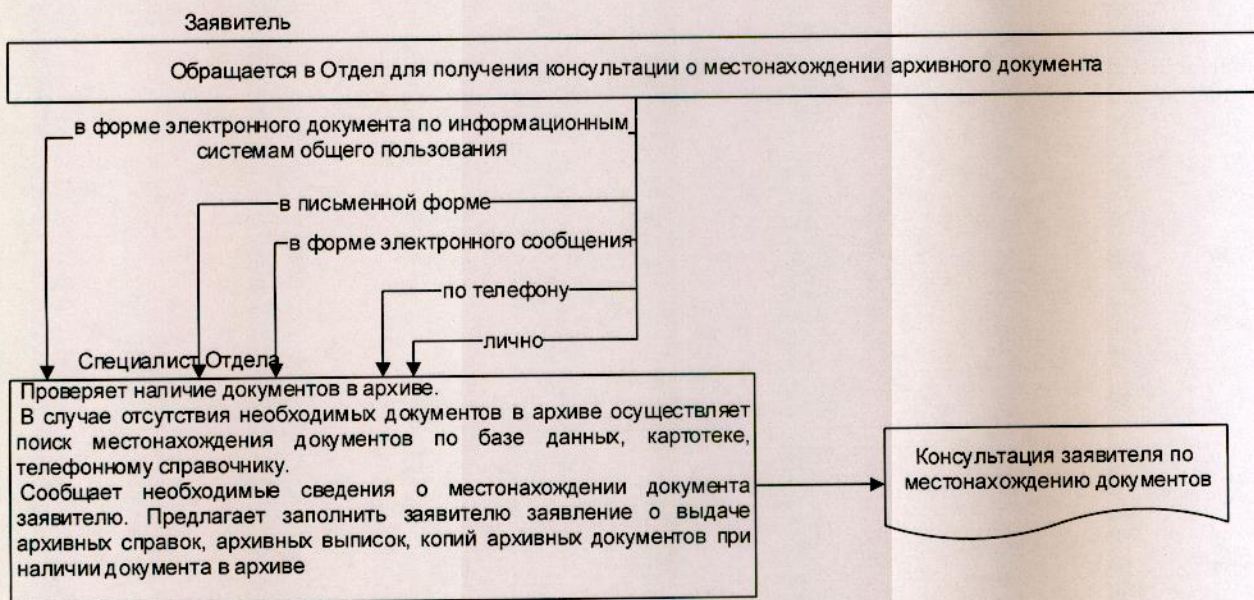 Заявитель
Обращается в Отдел для получения консультации о местонахождении архивного документа
в форме электронного документа по информационным
системам общего пользования
в письменной форме
в форме электронного сообщения
по телефону
лично
Специалист Отдела
Проверяет наличие документов в архиве.
В случае отсутствия необходимых документов в архиве осуществляет
поиск местонахождения документов по базе данных, картотеке,
телефонному справочнику.
Сообщает необходимые сведения о местонахождении документа
заявителю. Предлагает заполнить заявителю заявление о выдаче
архивных справок, архивных выписок, копий архивных документов при
наличии документа в архиве
Консультация заявителя по
местонахождению документов